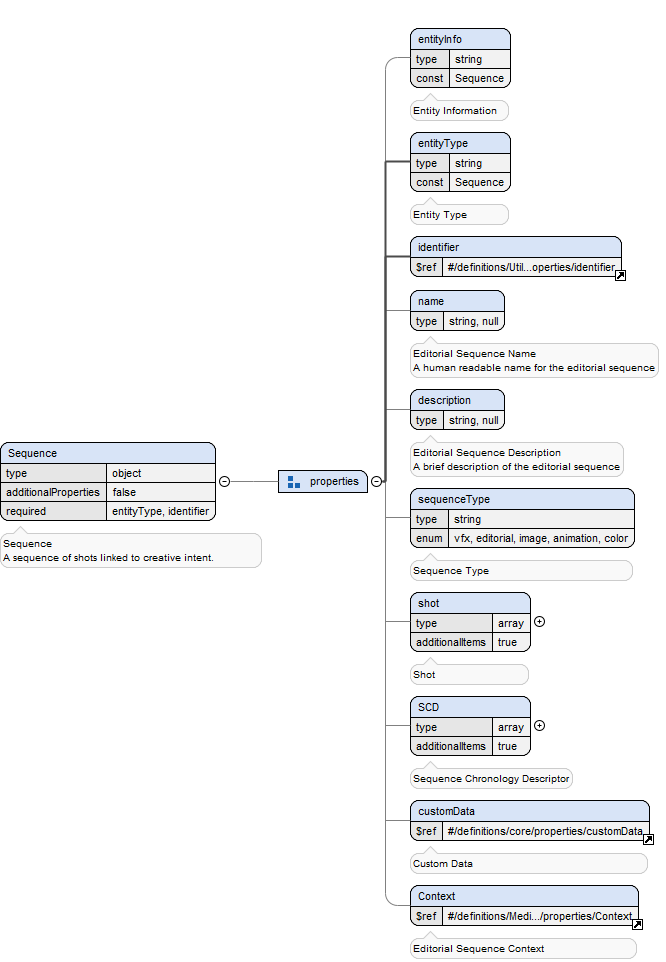 Sequence
type object
additionalProperties false
required entityType, identifier
Sequence
A sequence of shots linked to creative intent.
properties
entityInfo
type string
const Sequence
Entity Information
entityType
type string
const Sequence
Entity Type
identifier
$ref #/definitions/Util...operties/identifier
name
type string, null
Editorial Sequence Name
A human readable name for the editorial sequence
description
type string, null
Editorial Sequence Description
A brief description of the editorial sequence
sequenceType
type string
enum vfx, editorial, image, animation, color
Sequence Type
shot
type array
additionalItems true
Shot
SCD
type array
additionalItems true
Sequence Chronology Descriptor
customData
$ref #/definitions/core/properties/customData
Custom Data
Context
$ref #/definitions/Medi.../properties/Context
Editorial Sequence Context